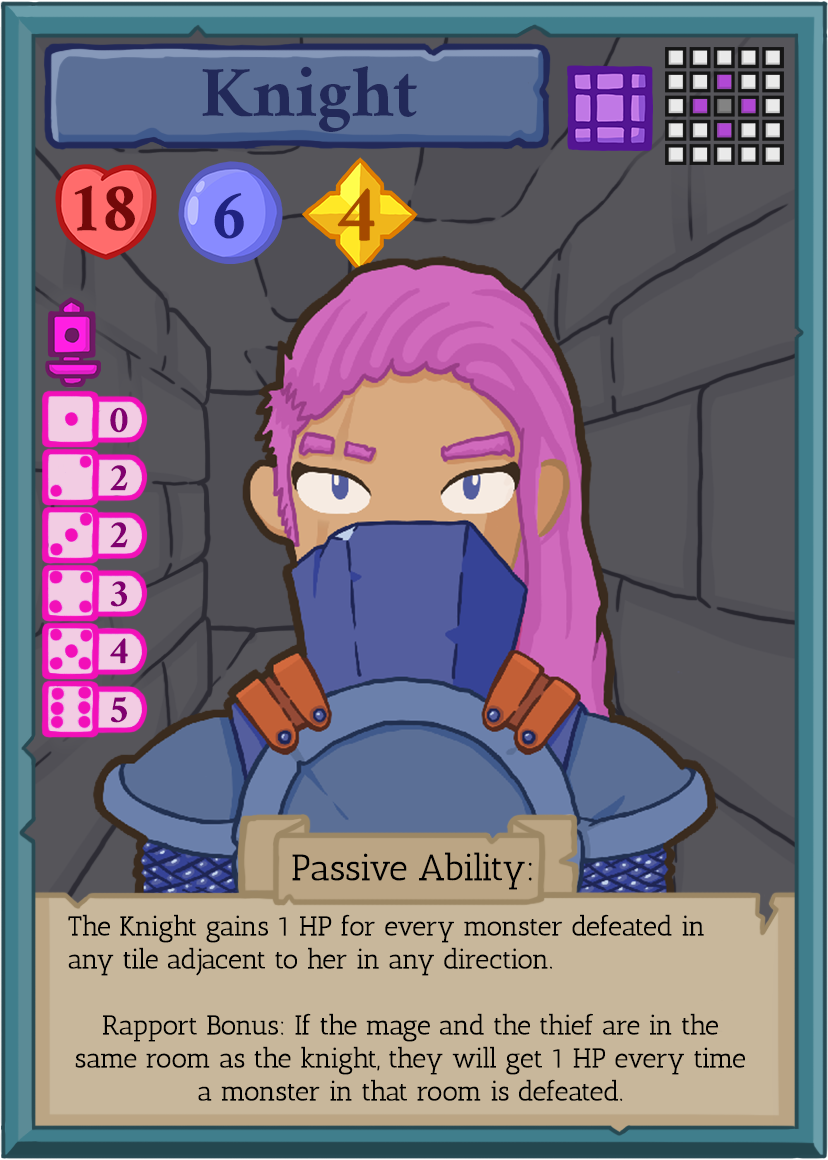 Knight
18 6 4
0
2
2
3
4
5
Passive Ability:
The Knight gains 1 HP for every monster defeated in
any tile adjacent to her in any direction.
Rapport Bonus: If the mage and the thief are in the
same room as the knight, they will get 1 HP every time
a monster in that room is defeated.